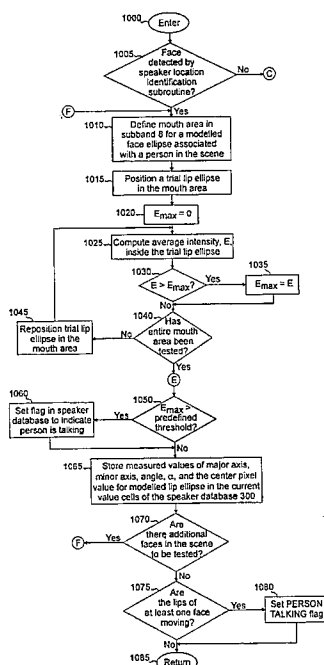 1000
Enter
1005
Face
detected by
speaker location
identification
subroutine?
No
C
F
Yes
1010
Define mouth area in
subband 8 for a modelled
face ellipse associated
with a person in the scene
1015
Position a trial lip ellipse
in the mouth area
1020
Emax = 0
1025
Compute average intensity, E,
inside the trial lip ellipse
1030
E > Emax?
Yes
1035
Emax = E
No
1040
Has
entire mouth
area been
tested?
No
1045
Reposition trial lip
ellipse in the
mouth area
Yes
E
1050
Emax >
predefined
threshold?
Yes
1060
Set flag in speaker
database to indicate
person is talking
No
1065
Store measured values of major axis,
minor axis, angle, α, and the center pixel
value for modelled lip ellipse in the current
value cells of the speaker database 300
1070
Are
there additional
faces in the scene
to be tested?
Yes
F
No
1075
Are
the lips of
at least one face
moving?
Yes
1080
Set PERSON
TALKING flag
No
1085
Return